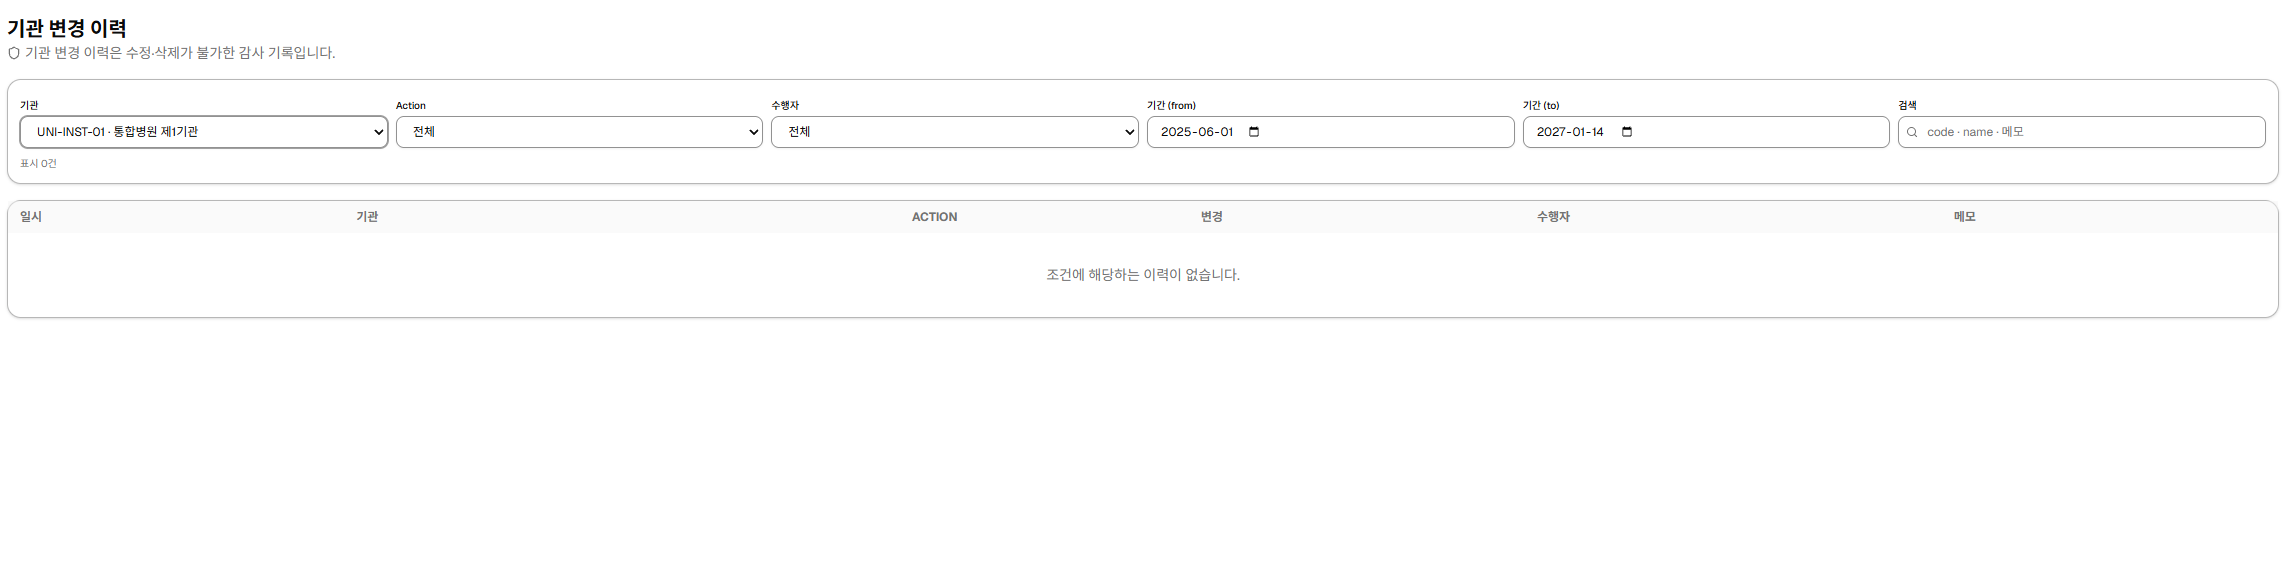 기관 변경 이력
기관 변경 이력은 수정·삭제가 불가한 감사 기록입니다.
기관 Action 수행자 기간 (from) 기간 (to) 검색
UNI-INST-01 · 통합병원 제1기관 전체 전체 2025-06-01 2027-01-14 code · name · 메모
표시 0건
일시 기관 ACTION 변경 수행자 메모
조건에 해당하는 이력이 없습니다.